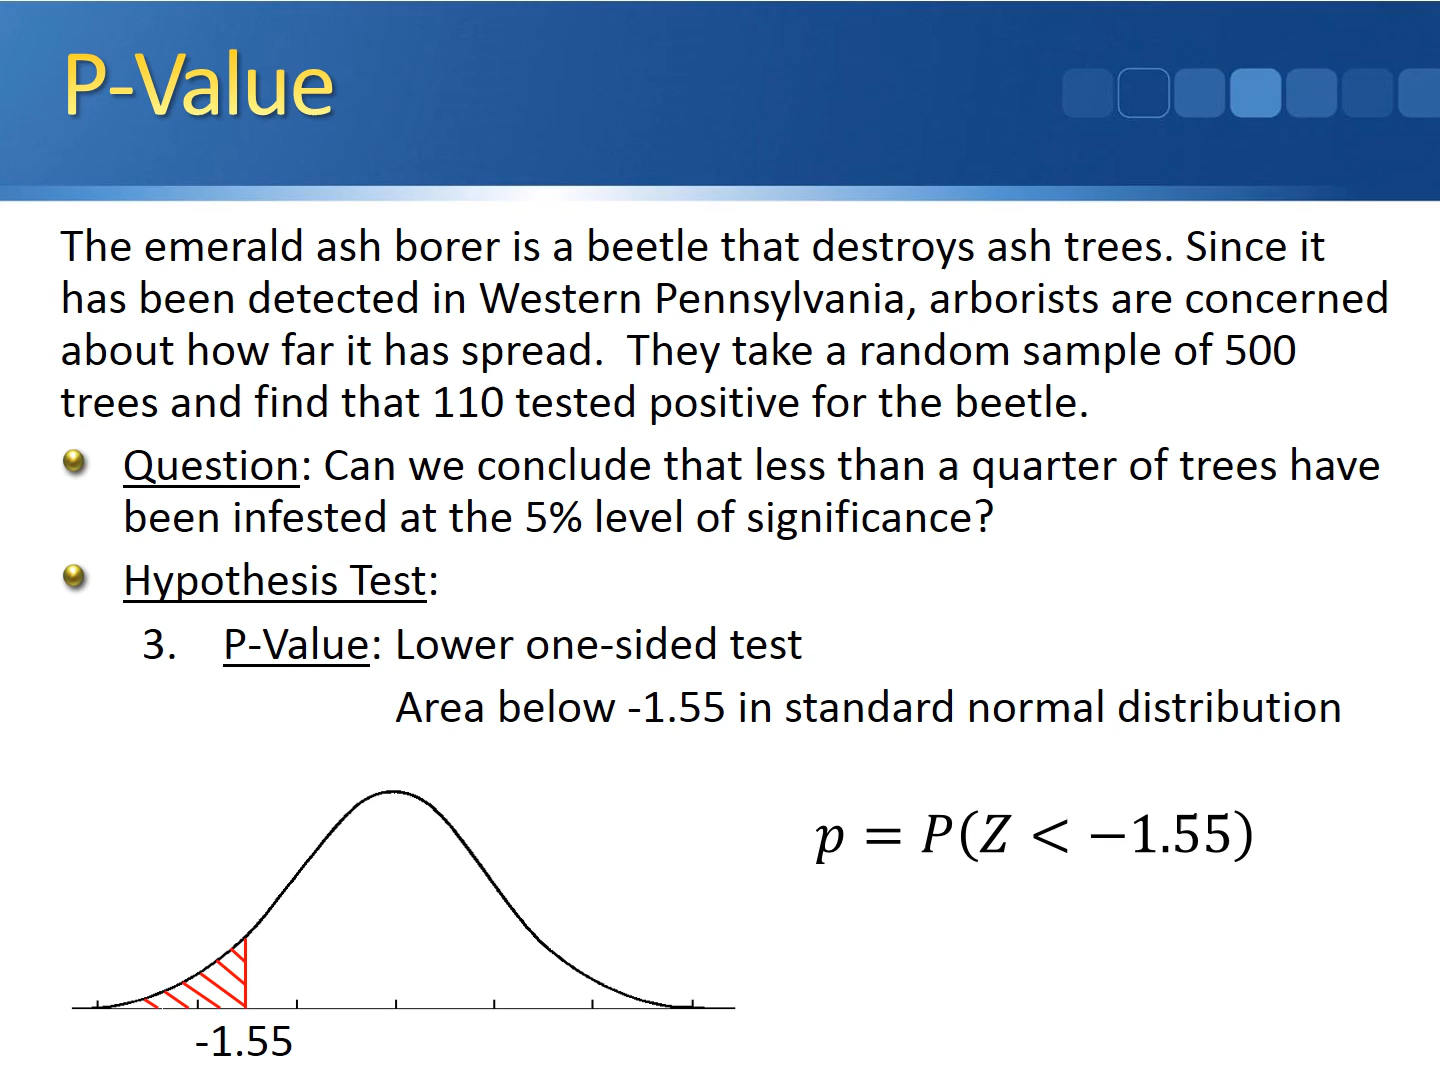 P-Value
The emerald ash borer is a beetle that destroys ash trees. Since it
has been detected in Western Pennsylvania, arborists are concerned
about how far it has spread.  They take a random sample of 500
trees and find that 110 tested positive for the beetle.
Question: Can we conclude that less than a quarter of trees have
been infested at the 5% level of significance?
Hypothesis Test:
3. P-Value: Lower one-sided test
Area below -1.55 in standard normal distribution
p = P(Z < −1.55)
-1.55